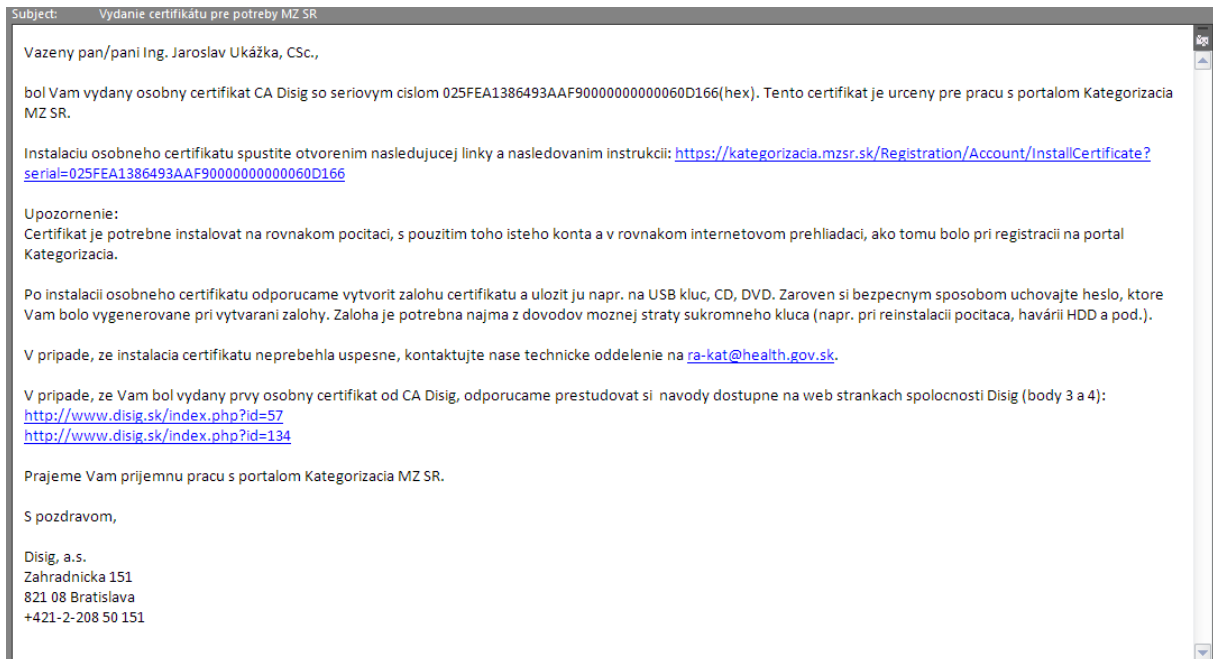 Subject: Vydanie certifikátu pre potreby MZ SR
Vazeny pan/pani Ing. Jaroslav Ukážka, CSc.,
bol Vam vydany osobny certifikat CA Disig so seriovym cislom 025FEA1386493AAF90000000000060D166(hex). Tento certifikat je urceny pre pracu s portalom Kategorizacia
MZ SR.
Instalaciu osobneho certifikatu spustite otvorenim nasledujucej linky a nasledovanim instrukcii: https://kategorizacia.mzsr.sk/Registration/Account/InstallCertificate?
serial=025FEA1386493AAF90000000000060D166
Upozornenie:
Certifikat je potrebne instalovat na rovnakom pocitaci, s pouzitim toho isteho konta a v rovnakom internetovom prehliadaci, ako tomu bolo pri registracii na portal
Kategorizacia.
Po instalacii osobneho certifikatu odporucame vytvorit zalohu certifikatu a ulozit ju napr. na USB kluc, CD, DVD. Zaroven si bezpecnym sposobom uchovajte heslo, ktore
Vam bolo vygenerovane pri vytvarani zalohy. Zaloha je potrebna najma z dovodov moznej straty sukromneho kluca (napr. pri reinstalacii pocitaca, havárii HDD a pod.).
V pripade, ze instalacia certifikatu neprebehla uspesne, kontaktujte nase technicke oddelenie na ra-kat@health.gov.sk.
V pripade, ze Vam bol vydany prvy osobny certifikat od CA Disig, odporucame prestudovat si navody dostupne na web strankach spolocnosti Disig (body 3 a 4):
http://www.disig.sk/index.php?id=57
http://www.disig.sk/index.php?id=134
Prajeme Vam prijemnu pracu s portalom Kategorizacia MZ SR.
S pozdravom,
Disig, a.s.
Zahradnicka 151
821 08 Bratislava
+421-2-208 50 151